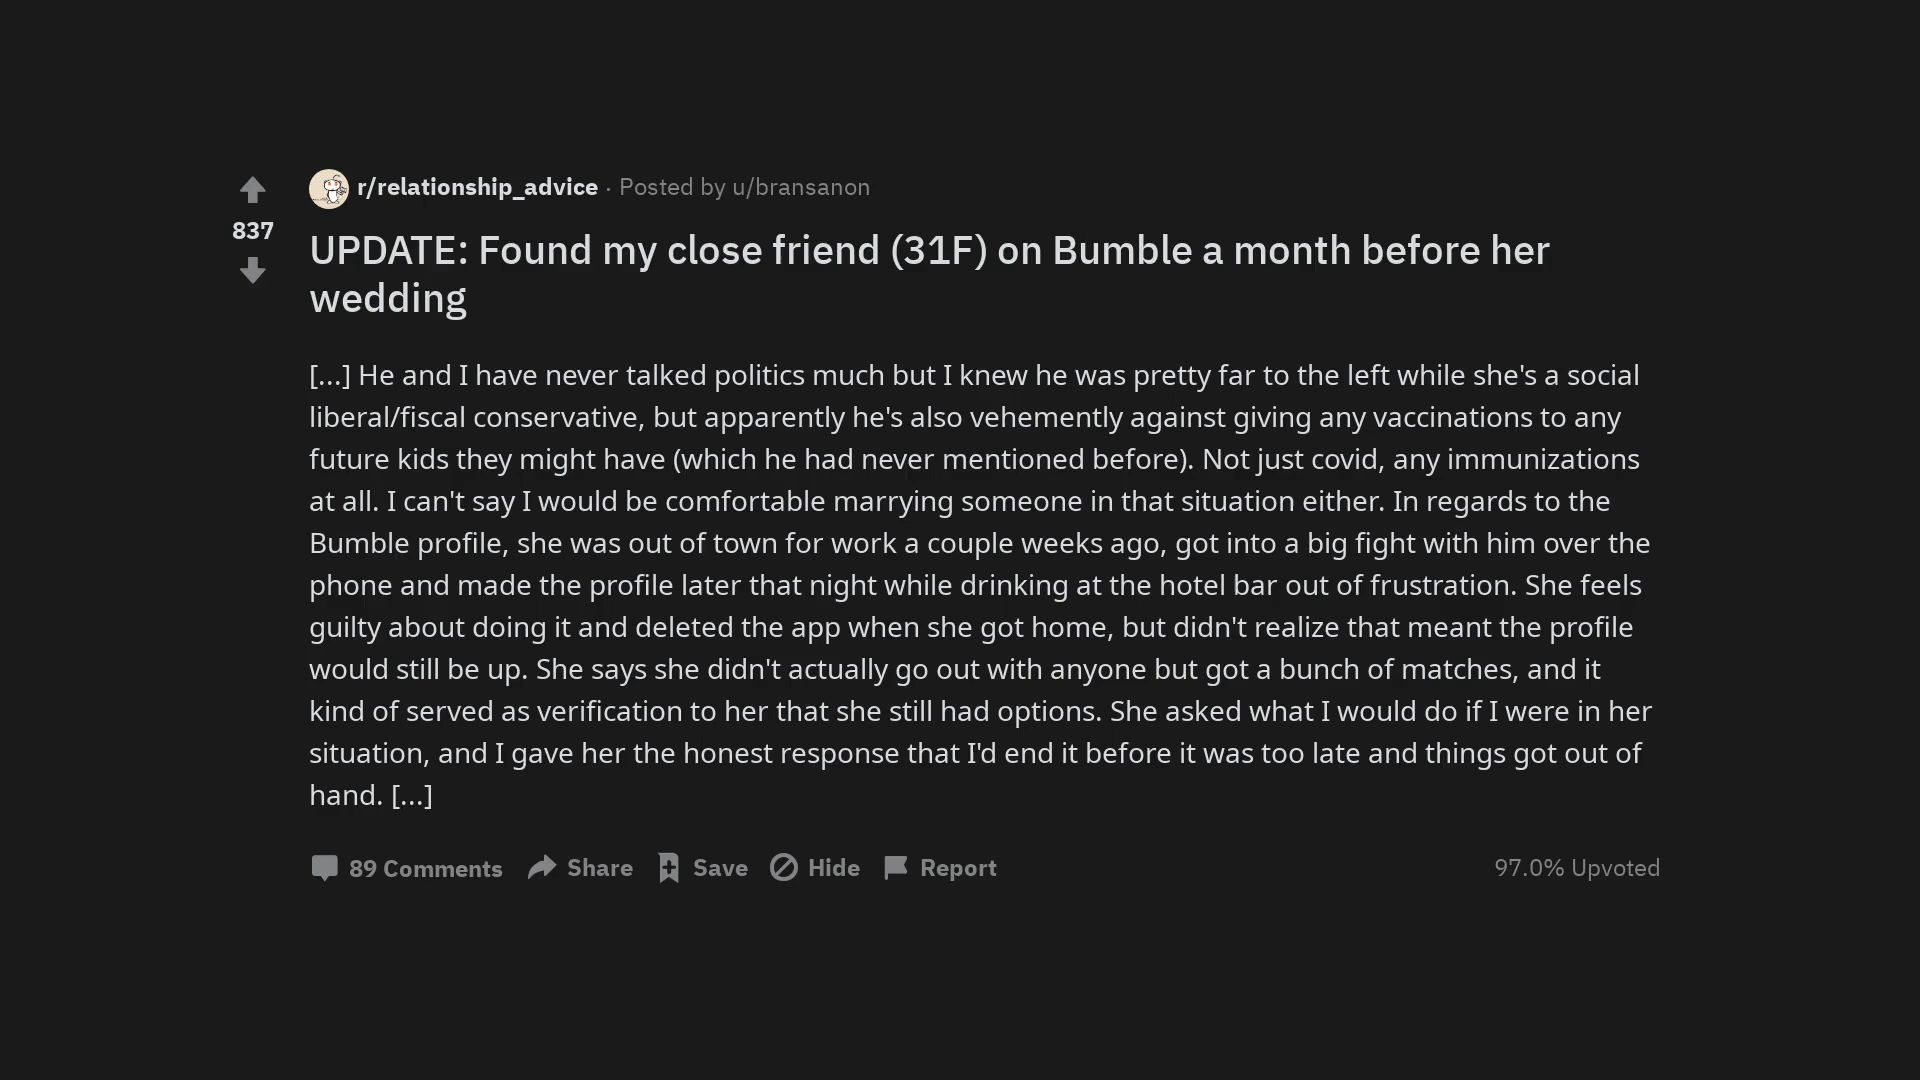 r/relationship_advice · Posted by u/bransanon
837
UPDATE: Found my close friend (31F) on Bumble a month before her
wedding
[...] He and I have never talked politics much but I knew he was pretty far to the left while she's a social
liberal/fiscal conservative, but apparently he's also vehemently against giving any vaccinations to any
future kids they might have (which he had never mentioned before). Not just covid, any immunizations
at all. I can't say I would be comfortable marrying someone in that situation either. In regards to the
Bumble profile, she was out of town for work a couple weeks ago, got into a big fight with him over the
phone and made the profile later that night while drinking at the hotel bar out of frustration. She feels
guilty about doing it and deleted the app when she got home, but didn't realize that meant the profile
would still be up. She says she didn't actually go out with anyone but got a bunch of matches, and it
kind of served as verification to her that she still had options. She asked what I would do if I were in her
situation, and I gave her the honest response that I'd end it before it was too late and things got out of
hand. [...]
89 Comments Share Save Hide Report 97.0% Upvoted